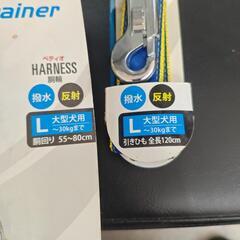 rainer
ペティオ
HARNESS
胴輪
撥水 反射
L 大型犬用
～30kgまで
胴回り 55～80cm
撥水 反射
L 大型犬用
～30kgまで
引きひも 全長120cm